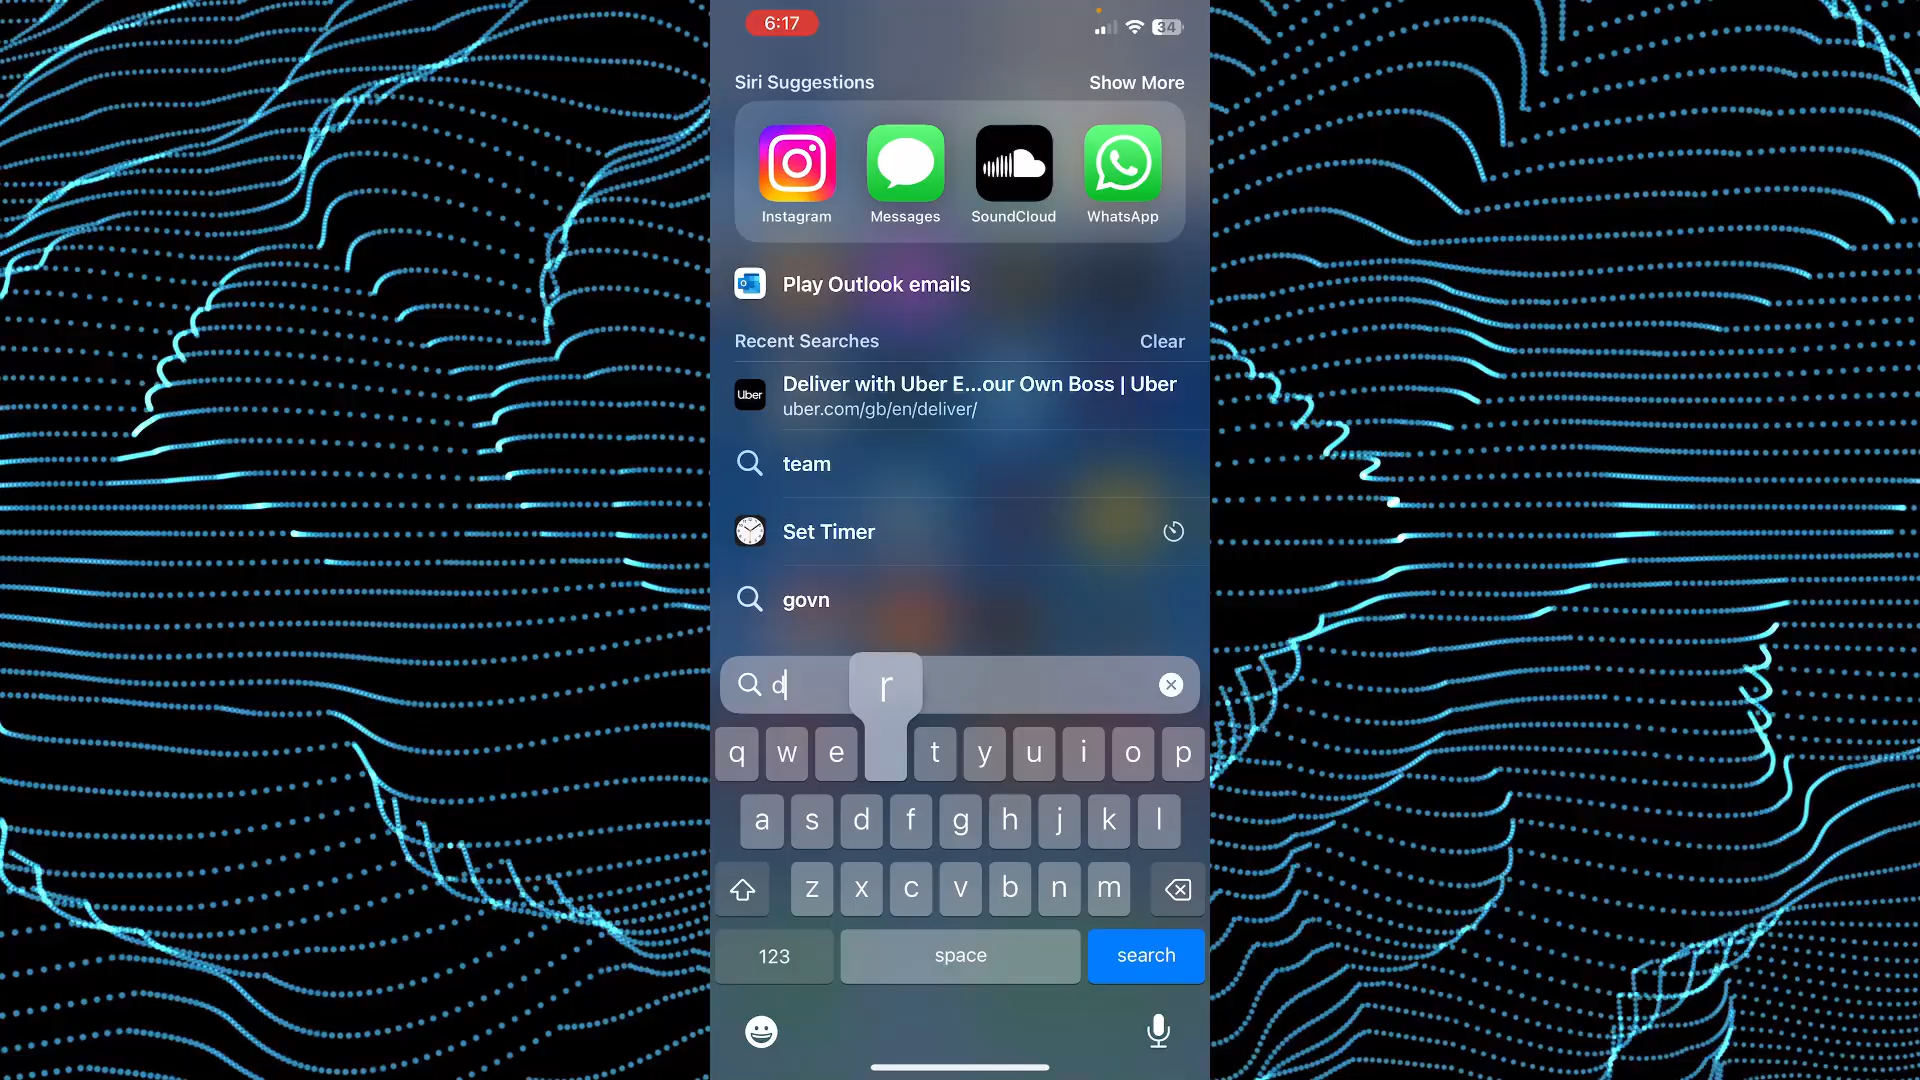 6:17
34
Siri Suggestions
Show More
Instagram
Messages
SoundCloud
WhatsApp
Play Outlook emails
Recent Searches
Clear
Uber
Deliver with Uber E...our Own Boss | Uber
uber.com/gb/en/deliver/
team
Set Timer
govn
d
r
q w e t y u i o p
a s d f g h j k l
z x c v b n m
123
space
search